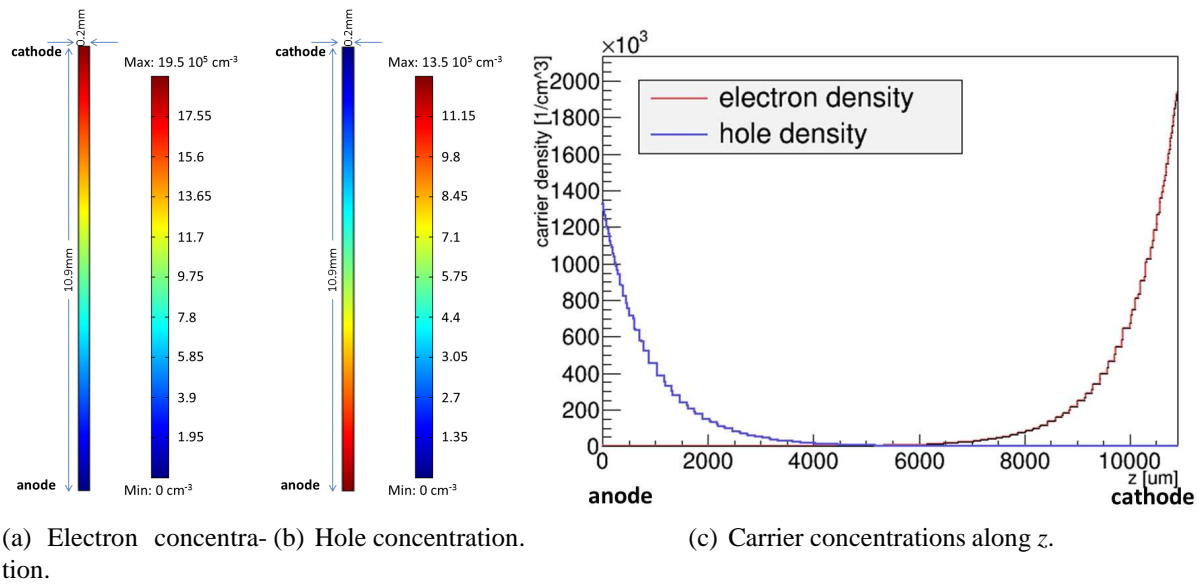 0.2mm
cathode
Max: 19.5 10⁵ cm⁻³
17.55
15.6
13.65
11.7
9.75
7.8
5.85
3.9
1.95
10.9mm
anode
Min: 0 cm⁻³
0.2mm
cathode
Max: 13.5 10⁵ cm⁻³
11.15
9.8
8.45
7.1
5.75
4.4
3.05
2.7
1.35
10.9mm
anode
Min: 0 cm⁻³
×10³
carrier density [1/cm^3]
2000
1800
1600
1400
1200
1000
800
600
400
200
0
electron density
hole density
0 2000 4000 6000 8000 10000
z [um]
anode cathode
(a) Electron concentra-
tion.
(b) Hole concentration.
(c) Carrier concentrations along z.